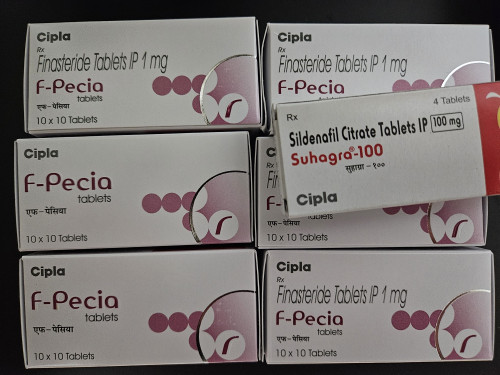 Cipla
Rx
Finasteride Tablets IP 1 mg
F-Pecia
tablets
एफ-पेसिया
10 x 10 Tablets
Cipla
Rx
Finasteride Tablets IP 1 mg
4 Tablets
Rx
Sildenafil Citrate Tablets IP 100 mg
Suhagra®-100
सुहाग्रा - १००
Cipla
Cipla
F-Pecia
tablets
एफ-पेसिया
10 x 10 Tablets
10 x 10 Tablets
Cipla
F-Pecia
tablets
एफ-पेसिया
10 x 10 Tablets
Cipla
Rx
Finasteride Tablets IP 1 mg
F-Pecia
tablets
एफ-पेसिया
10 x 10 Tablets